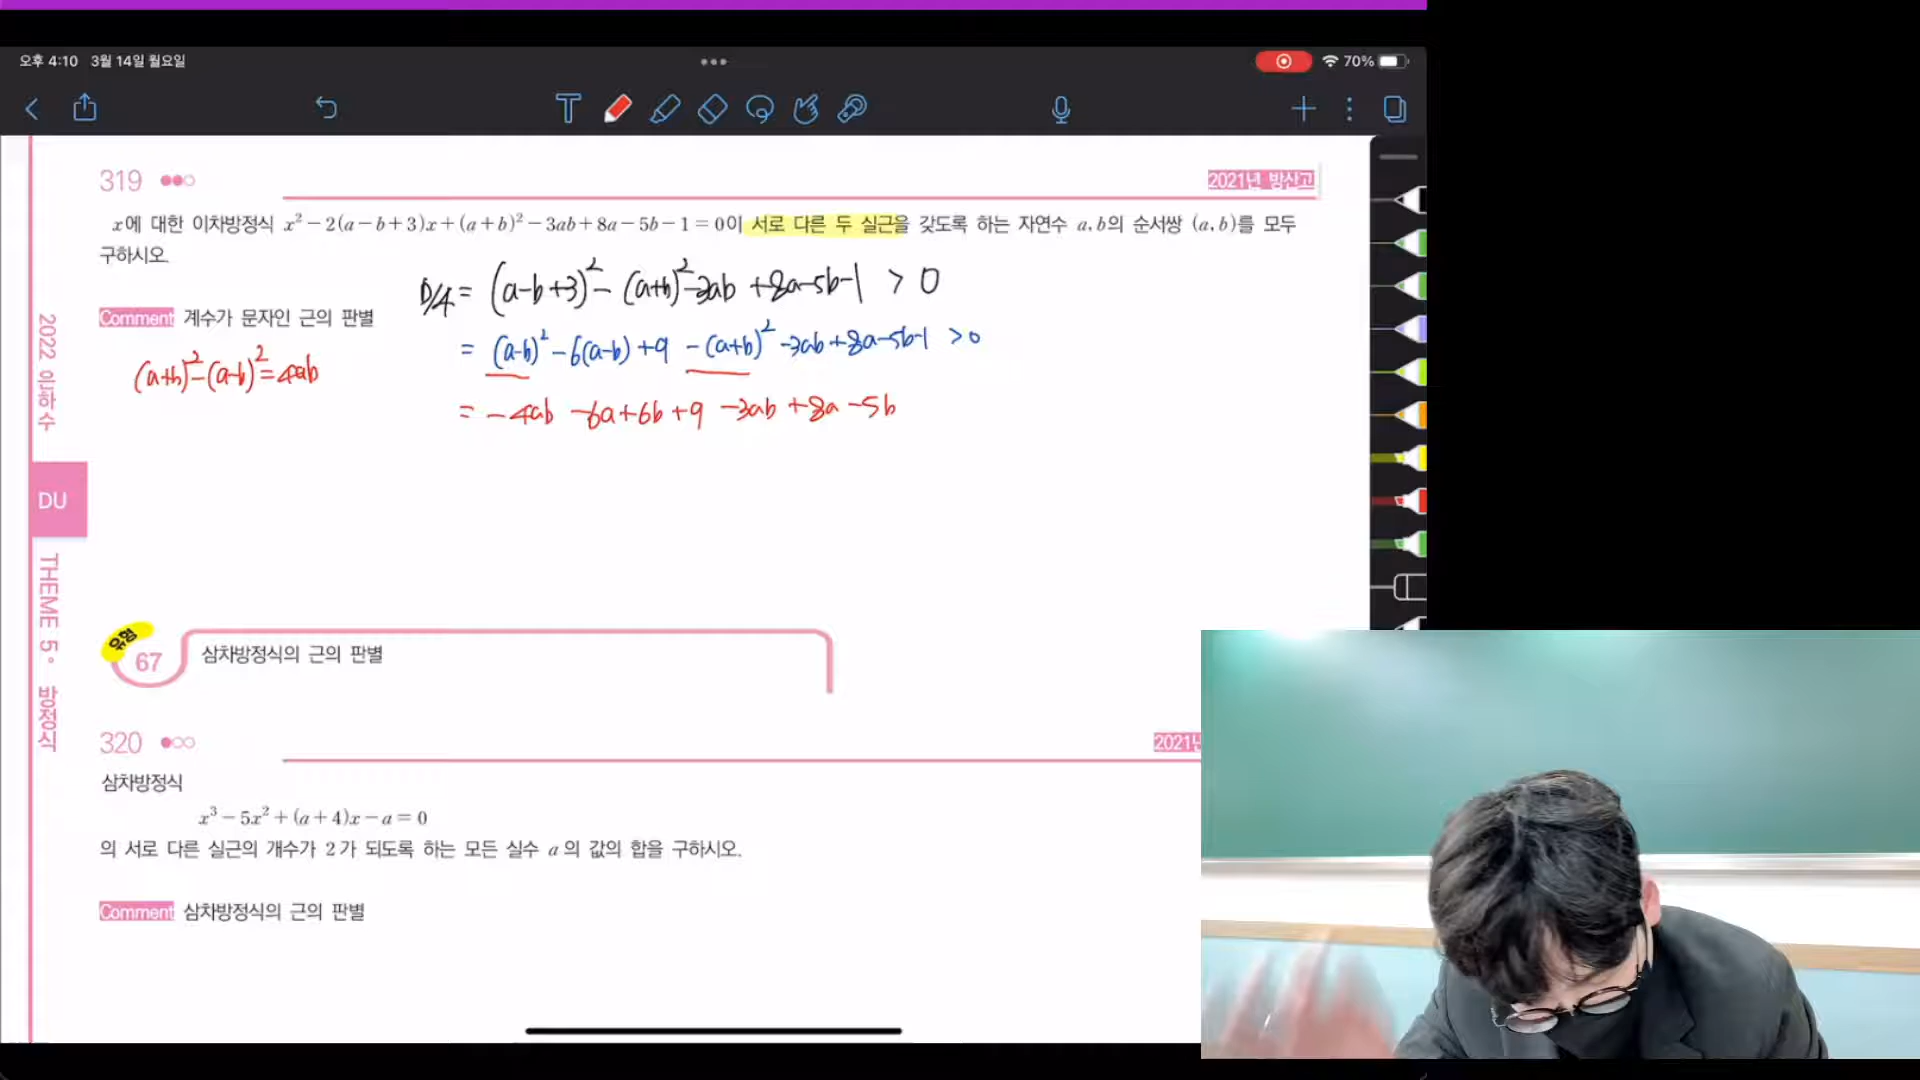 오후 4:10 3월 14일 월요일
70%
319
2021년 방산고
x에 대한 이차방정식 x² − 2(a − b + 3)x + (a + b)² − 3ab + 8a − 5b − 1 = 0이 서로 다른 두 실근을 갖도록 하는 자연수 a, b의 순서쌍 (a, b)를 모두
구하시오.
D/4 = (a-b+3)² - (a+b)² -3ab +8a-5b-1 > 0
Comment 계수가 문자인 근의 판별
= (a-b)² -6(a-b) +9 -(a+b)² -3ab+8a-5b-1 >0
(a+b)²-(a-b)²=4ab
= -4ab -6a+6b+9 -3ab +8a -5b
2022 이하수
DU
THEME 5. 방정식
유형
67
삼차방정식의 근의 판별
320
2021년
삼차방정식
x³ − 5x² + (a + 4)x − a = 0
의 서로 다른 실근의 개수가 2가 되도록 하는 모든 실수 a의 값의 합을 구하시오.
Comment 삼차방정식의 근의 판별